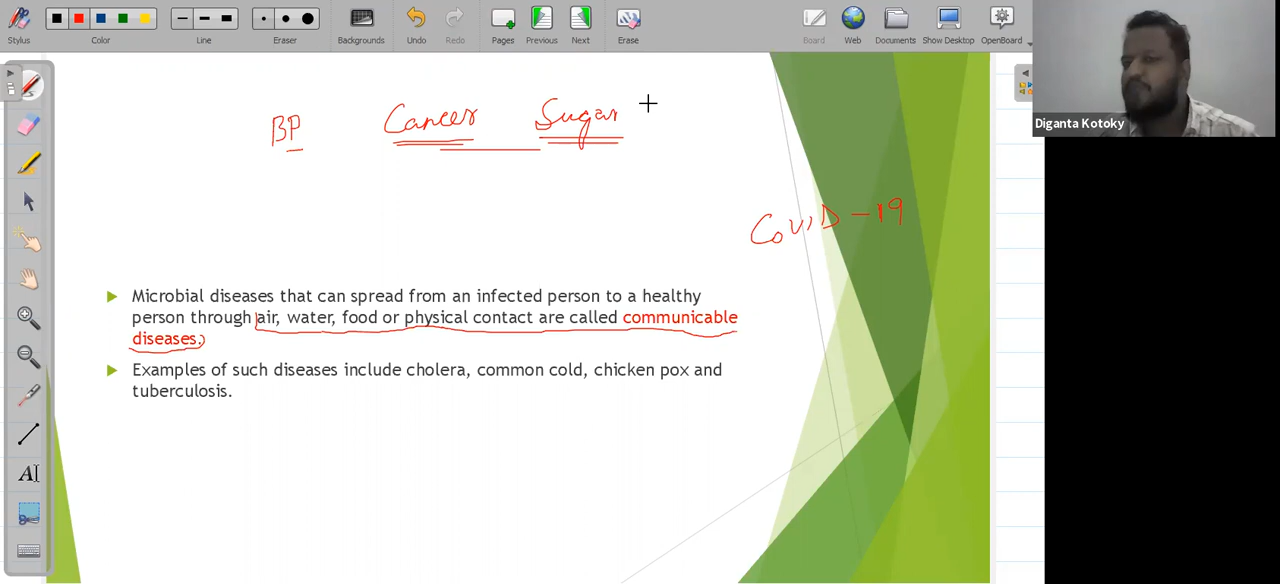 Stylus
Color
Line
Eraser
Backgrounds
Undo
Redo
Pages
Previous
Next
Erase
Board
Web
Documents
Show Desktop
OpenBoard
Diganta Kotoky
BP Cancer Sugar
COVID-19
Microbial diseases that can spread from an infected person to a healthy
person through air, water, food or physical contact are called communicable
diseases.
Examples of such diseases include cholera, common cold, chicken pox and
tuberculosis.
AI